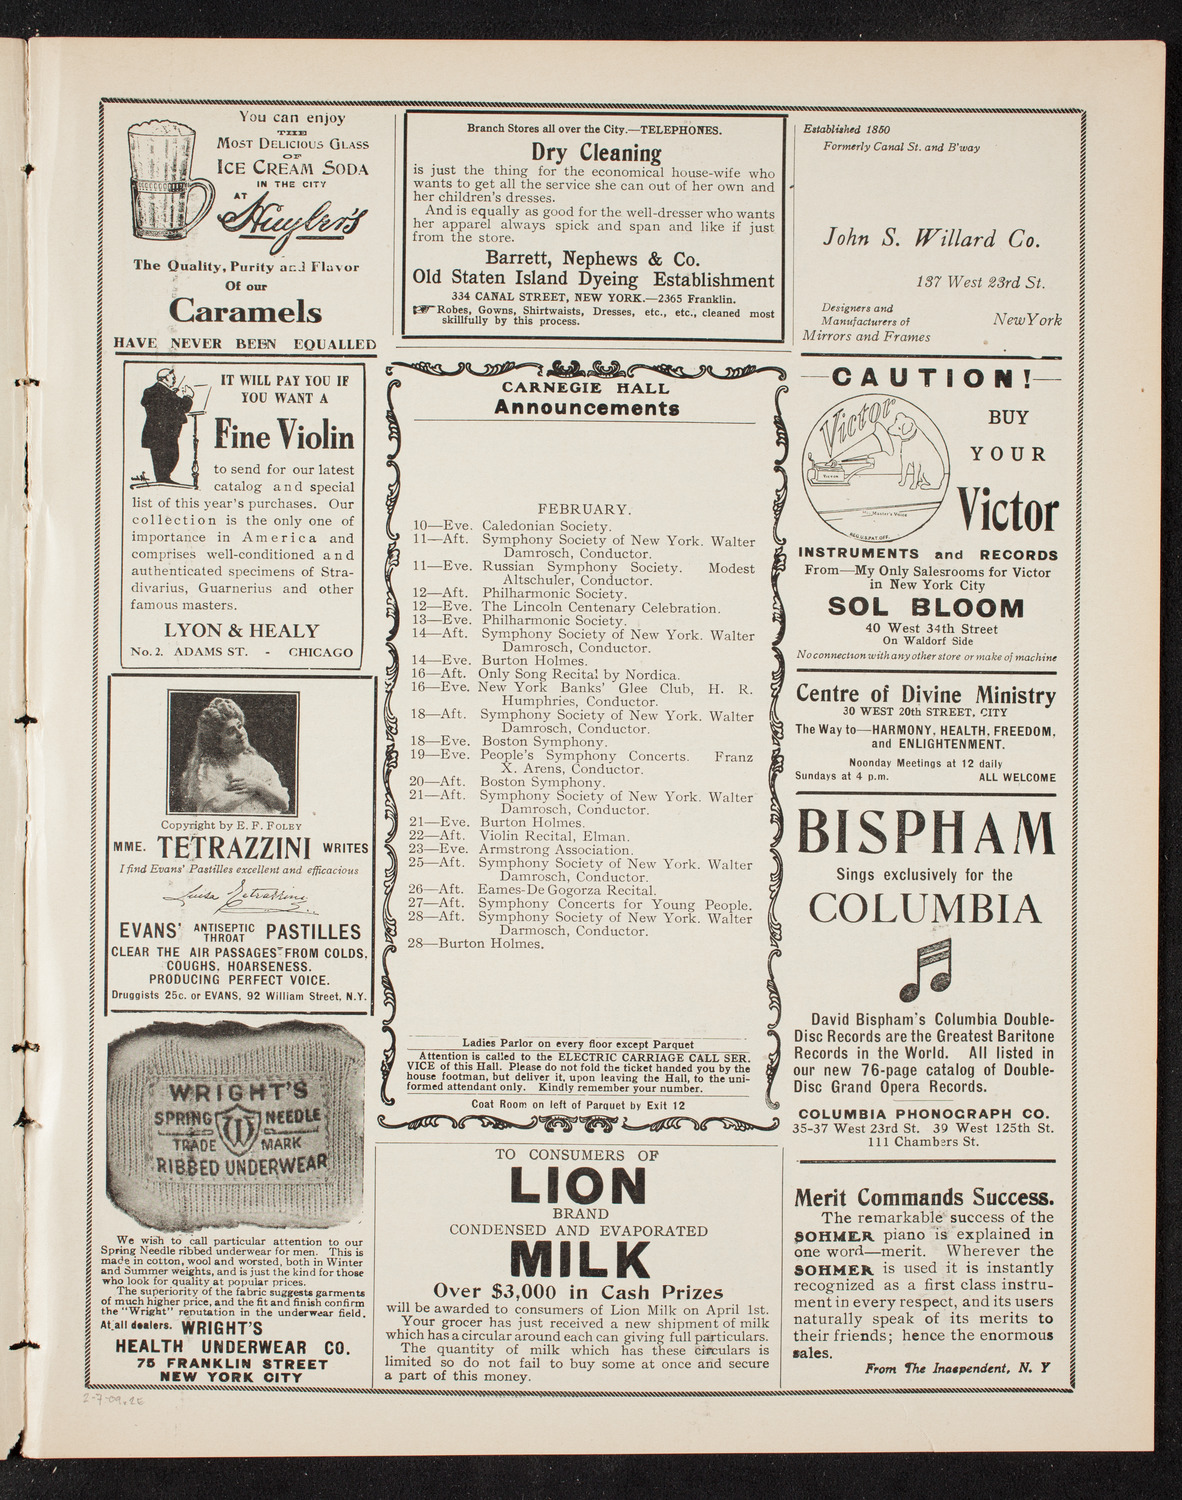 You can enjoy
THE
MOST DELICIOUS GLASS
OF
ICE CREAM SODA
IN THE CITY
AT
Huyler's
The Quality, Purity and Flavor
Of our
Caramels
HAVE NEVER BEEN EQUALLED
IT WILL PAY YOU IF
YOU WANT A
Fine Violin
to send for our latest
catalog and special
list of this year's purchases. Our
collection is the only one of
importance in America and
comprises well-conditioned and
authenticated specimens of Stra-
divarius, Guarnerius and other
famous masters.
LYON & HEALY
No. 2. ADAMS ST. - CHICAGO
Copyright by E. F. FOLEY
MME. TETRAZZINI WRITES
I find Evans' Pastilles excellent and efficacious
Luisa Tetrazzini
EVANS' ANTISEPTIC THROAT PASTILLES
CLEAR THE AIR PASSAGES FROM COLDS,
COUGHS, HOARSENESS.
PRODUCING PERFECT VOICE.
Druggists 25c. or EVANS, 92 William Street, N.Y.
WRIGHT'S
SPRING W NEEDLE
TRADE MARK
RIBBED UNDERWEAR
We wish to call particular attention to our
Spring Needle ribbed underwear for men. This is
made in cotton, wool and worsted, both in Winter
and Summer weights, and is just the kind for those
who look for quality at popular prices.
The superiority of the fabric suggests garments
of much higher price, and the fit and finish confirm
the "Wright" reputation in the underwear field.
At all dealers. WRIGHT'S
HEALTH UNDERWEAR CO.
75 FRANKLIN STREET
NEW YORK CITY
Branch Stores all over the City.—TELEPHONES.
Dry Cleaning
is just the thing for the economical house-wife who
wants to get all the service she can out of her own and
her children's dresses.
And is equally as good for the well-dresser who wants
her apparel always spick and span and like if just
from the store.
Barrett, Nephews & Co.
Old Staten Island Dyeing Establishment
334 CANAL STREET, NEW YORK.—2365 Franklin.
☞ Robes, Gowns, Shirtwaists, Dresses, etc., etc., cleaned most
skillfully by this process.
CARNEGIE HALL
Announcements
FEBRUARY.
10—Eve. Caledonian Society.
11—Aft. Symphony Society of New York. Walter
Damrosch, Conductor.
11—Eve. Russian Symphony Society. Modest
Altschuler, Conductor.
12—Aft. Philharmonic Society.
12—Eve. The Lincoln Centenary Celebration.
13—Eve. Philharmonic Society.
14—Aft. Symphony Society of New York. Walter
Damrosch, Conductor.
14—Eve. Burton Holmes.
16—Aft. Only Song Recital by Nordica.
16—Eve. New York Banks' Glee Club, H. R.
Humphries, Conductor.
18—Aft. Symphony Society of New York. Walter
Damrosch, Conductor.
18—Eve. Boston Symphony.
19—Eve. People's Symphony Concerts. Franz
X. Arens, Conductor.
20—Aft. Boston Symphony.
21—Aft. Symphony Society of New York. Walter
Damrosch, Conductor.
21—Eve. Burton Holmes.
22—Aft. Violin Recital, Elman.
23—Eve. Armstrong Association.
25—Aft. Symphony Society of New York. Walter
Damrosch, Conductor.
26—Aft. Eames-De Gogorza Recital.
27—Aft. Symphony Concerts for Young People.
28—Aft. Symphony Society of New York. Walter
Darmosch, Conductor.
28—Burton Holmes.
Ladies Parlor on every floor except Parquet
Attention is called to the ELECTRIC CARRIAGE CALL SER.
VICE of this Hall. Please do not fold the ticket handed you by the
house footman, but deliver it, upon leaving the Hall, to the uni-
formed attendant only. Kindly remember your number.
Coat Room on left of Parquet by Exit 12
TO CONSUMERS OF
LION
BRAND
CONDENSED AND EVAPORATED
MILK
Over $3,000 in Cash Prizes
will be awarded to consumers of Lion Milk on April 1st.
Your grocer has just received a new shipment of milk
which has a circular around each can giving full particulars.
The quantity of milk which has these circulars is
limited so do not fail to buy some at once and secure
a part of this money.
Established 1850
Formerly Canal St. and B'way
John S. Willard Co.
137 West 23rd St.
Designers and
Manufacturers of
Mirrors and Frames
New York
CAUTION!
Victor
VICTOR
His Master's Voice
REG. U.S. PAT. OFF.
BUY
YOUR
Victor
INSTRUMENTS and RECORDS
From—My Only Salesrooms for Victor
in New York City
SOL BLOOM
40 West 34th Street
On Waldorf Side
No connection with any other store or make of machine
Centre of Divine Ministry
30 WEST 20th STREET, CITY
The Way to—HARMONY, HEALTH, FREEDOM,
and ENLIGHTENMENT.
Noonday Meetings at 12 daily
Sundays at 4 p.m. ALL WELCOME
BISPHAM
Sings exclusively for the
COLUMBIA
David Bispham's Columbia Double-
Disc Records are the Greatest Baritone
Records in the World. All listed in
our new 76-page catalog of Double-
Disc Grand Opera Records.
COLUMBIA PHONOGRAPH CO.
35-37 West 23rd St. 39 West 125th St.
111 Chambers St.
Merit Commands Success.
The remarkable success of the
SOHMER piano is explained in
one word—merit. Wherever the
SOHMER is used it is instantly
recognized as a first class instru-
ment in every respect, and its users
naturally speak of its merits to
their friends; hence the enormous
sales.
From The Inaependent, N. Y
2-7-09.2E